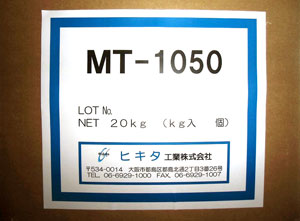 MT-1050
LOT No.
NET 20kg (kg入 個)
ヒキタ工業株式会社
〒534-0014 大阪市都島区都島北通2丁目3番26号
TEL. 06-6929-1000 FAX. 06-6929-1007